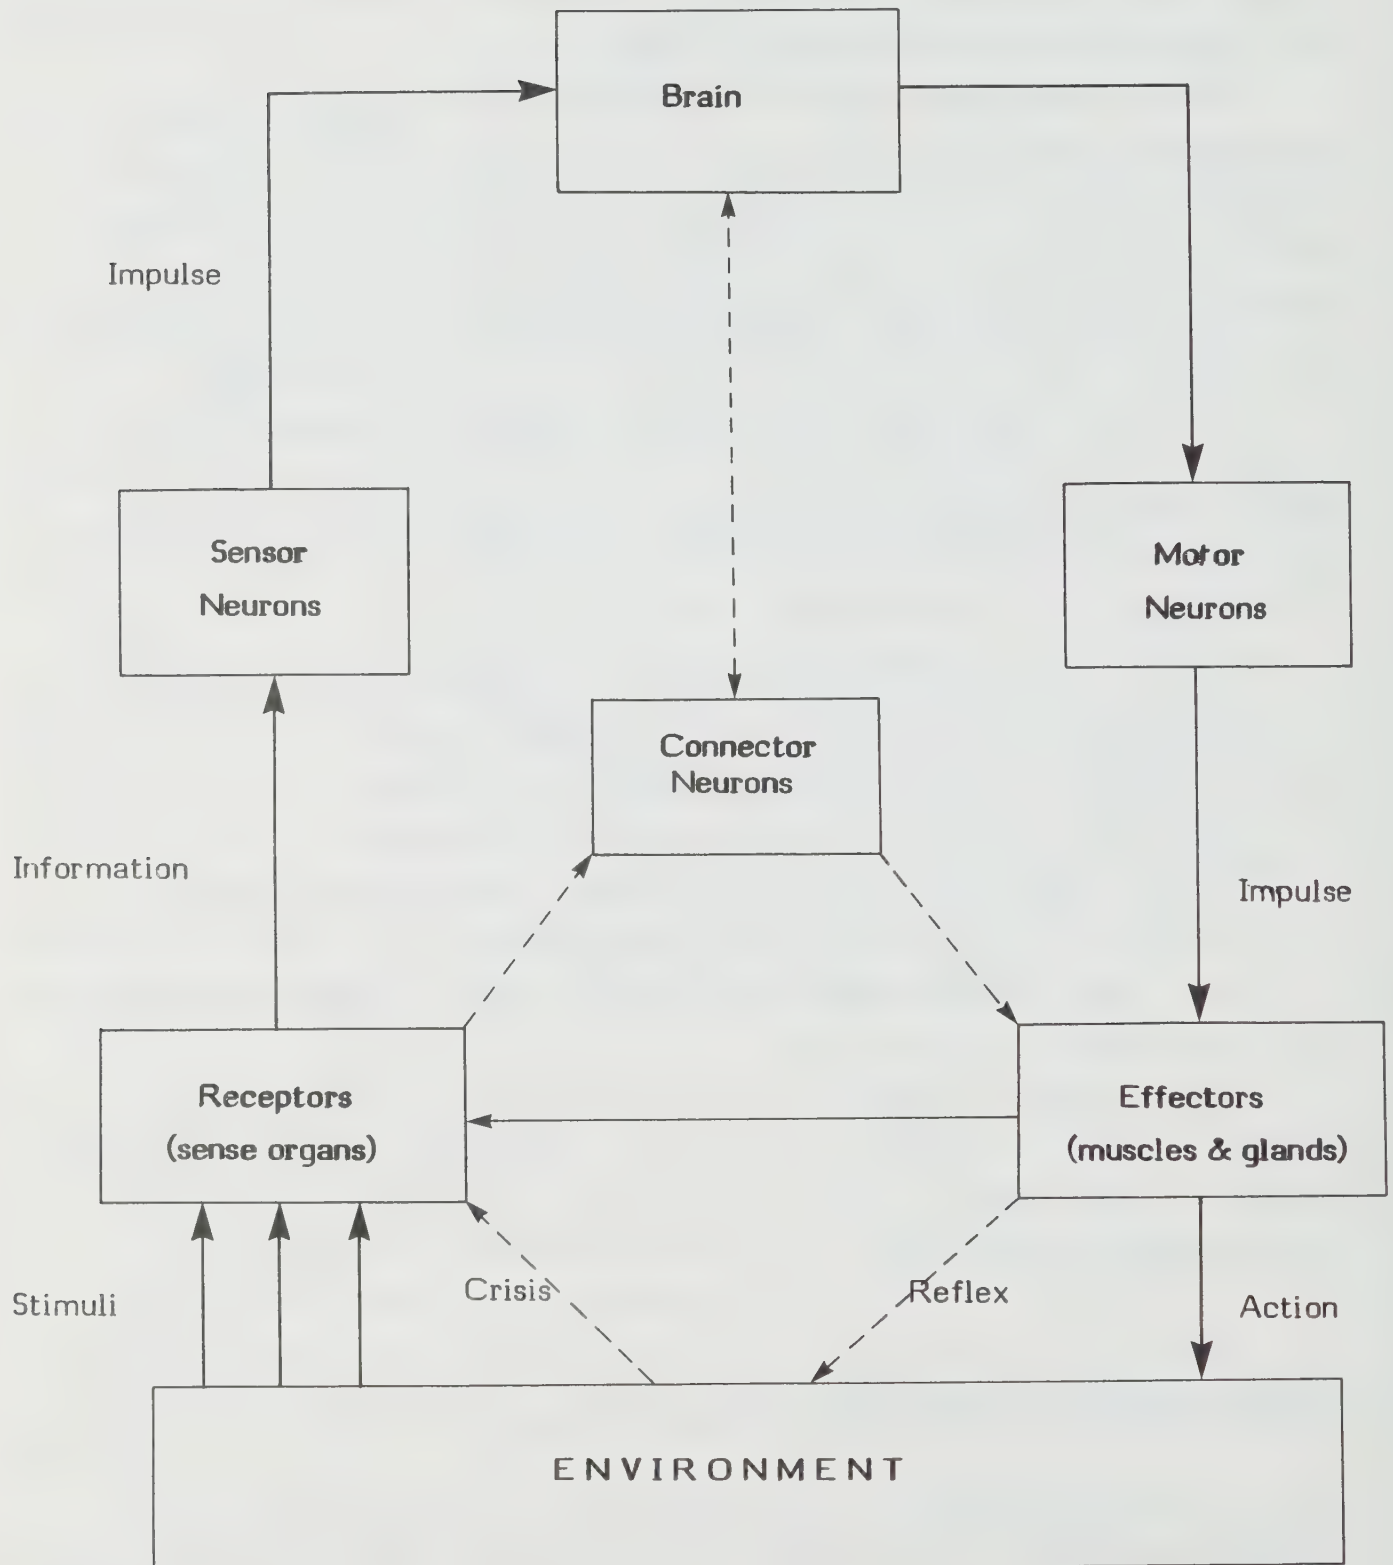 Brain
Impulse
Sensor
Neurons
Motor
Neurons
Connector
Neurons
Information
Impulse
Receptors
(sense organs)
Effectors
(muscles & glands)
Stimuli
Crisis
Reflex
Action
ENVIRONMENT